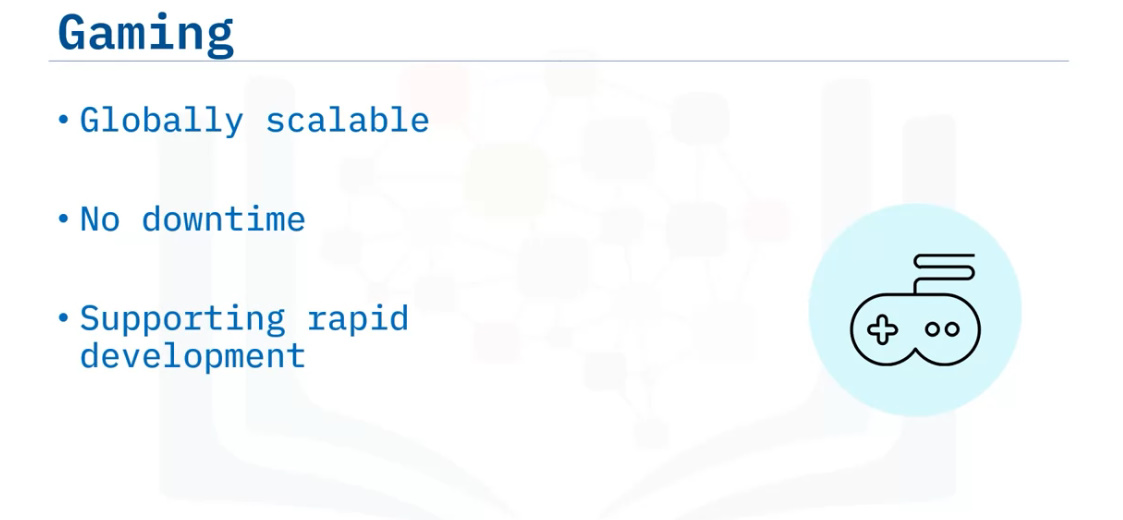 Gaming
• Globally scalable
• No downtime
• Supporting rapid
development